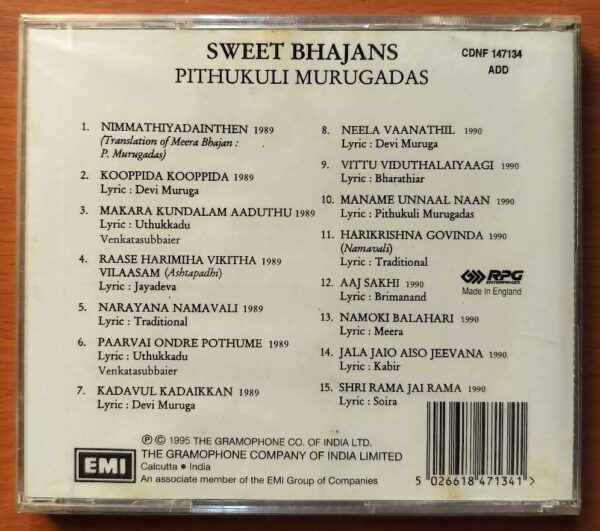 SWEET BHAJANS
PITHUKULI MURUGADAS
CDNF 147134
ADD
1. NIMMATHIYADAINTHEN 1989
(Translation of Meera Bhajan :
P. Murugadas)
2. KOOPPIDA KOOPPIDA 1989
Lyric : Devi Muruga
3. MAKARA KUNDALAM AADUTHU 1989
Lyric : Uthukkadu
Venkatasubbaier
4. RAASE HARIMIHA VIKITHA 1989
VILAASAM (Ashtapadhi)
Lyric : Jayadeva
5. NARAYANA NAMAVALI 1989
Lyric : Traditional
6. PAARVAI ONDRE POTHUME 1989
Lyric : Uthukkadu
Venkatasubbaier
7. KADAVUL KADAIKKAN 1989
Lyric : Devi Muruga
8. NEELA VAANATHIL 1990
Lyric : Devi Muruga
9. VITTU VIDUTHALAIYAAGI 1990
Lyric : Bharathiar
10. MANAME UNNAAL NAAN 1990
Lyric : Pithukuli Murugadas
11. HARIKRISHNA GOVINDA 1990
(Namavali)
Lyric : Traditional
12. AAJ SAKHI 1990
Lyric : Brimanand
13. NAMOKI BALAHARI 1990
Lyric : Meera
14. JALA JAIO AISO JEEVANA 1990
Lyric : Kabir
15. SHRI RAMA JAI RAMA 1990
Lyric : Soira
RPG
ENTERPRISES
Made in England
Ⓟ © 1995 THE GRAMOPHONE CO. OF INDIA LTD.
THE GRAMOPHONE COMPANY OF INDIA LIMITED
Calcutta • India
An associate member of the EMI Group of Companies
EMI
5 026618 471341 >